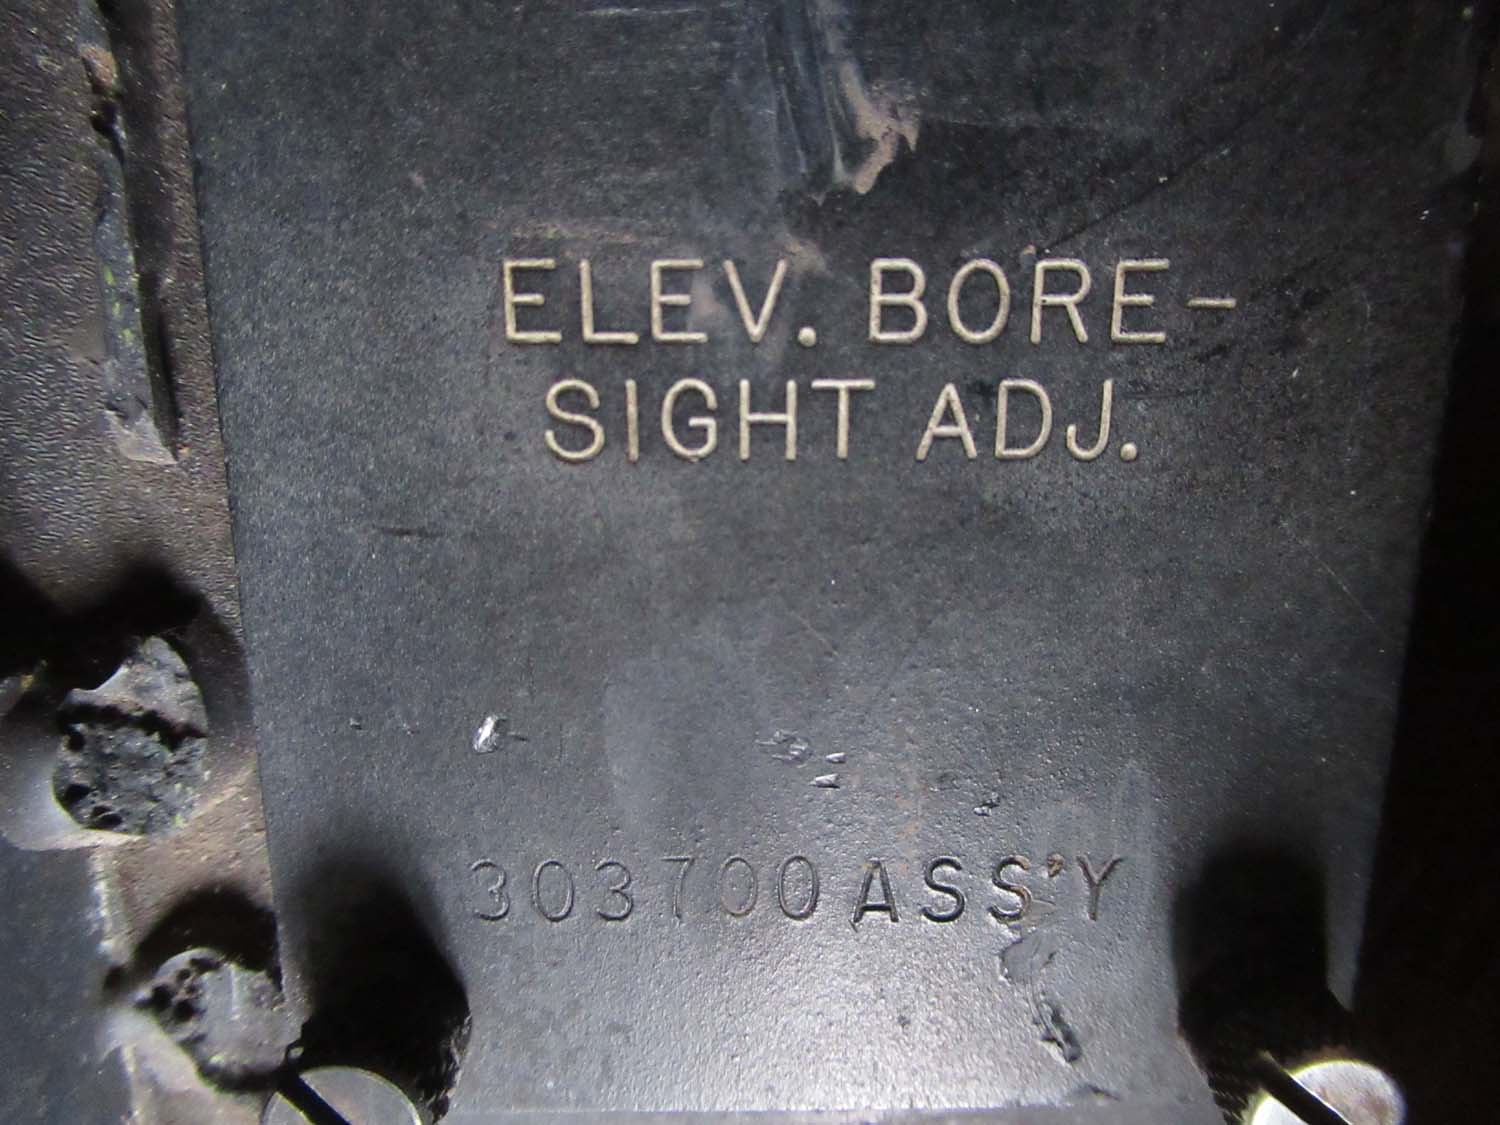 ELEV. BORE-
SIGHT ADJ.
303700 ASS'Y